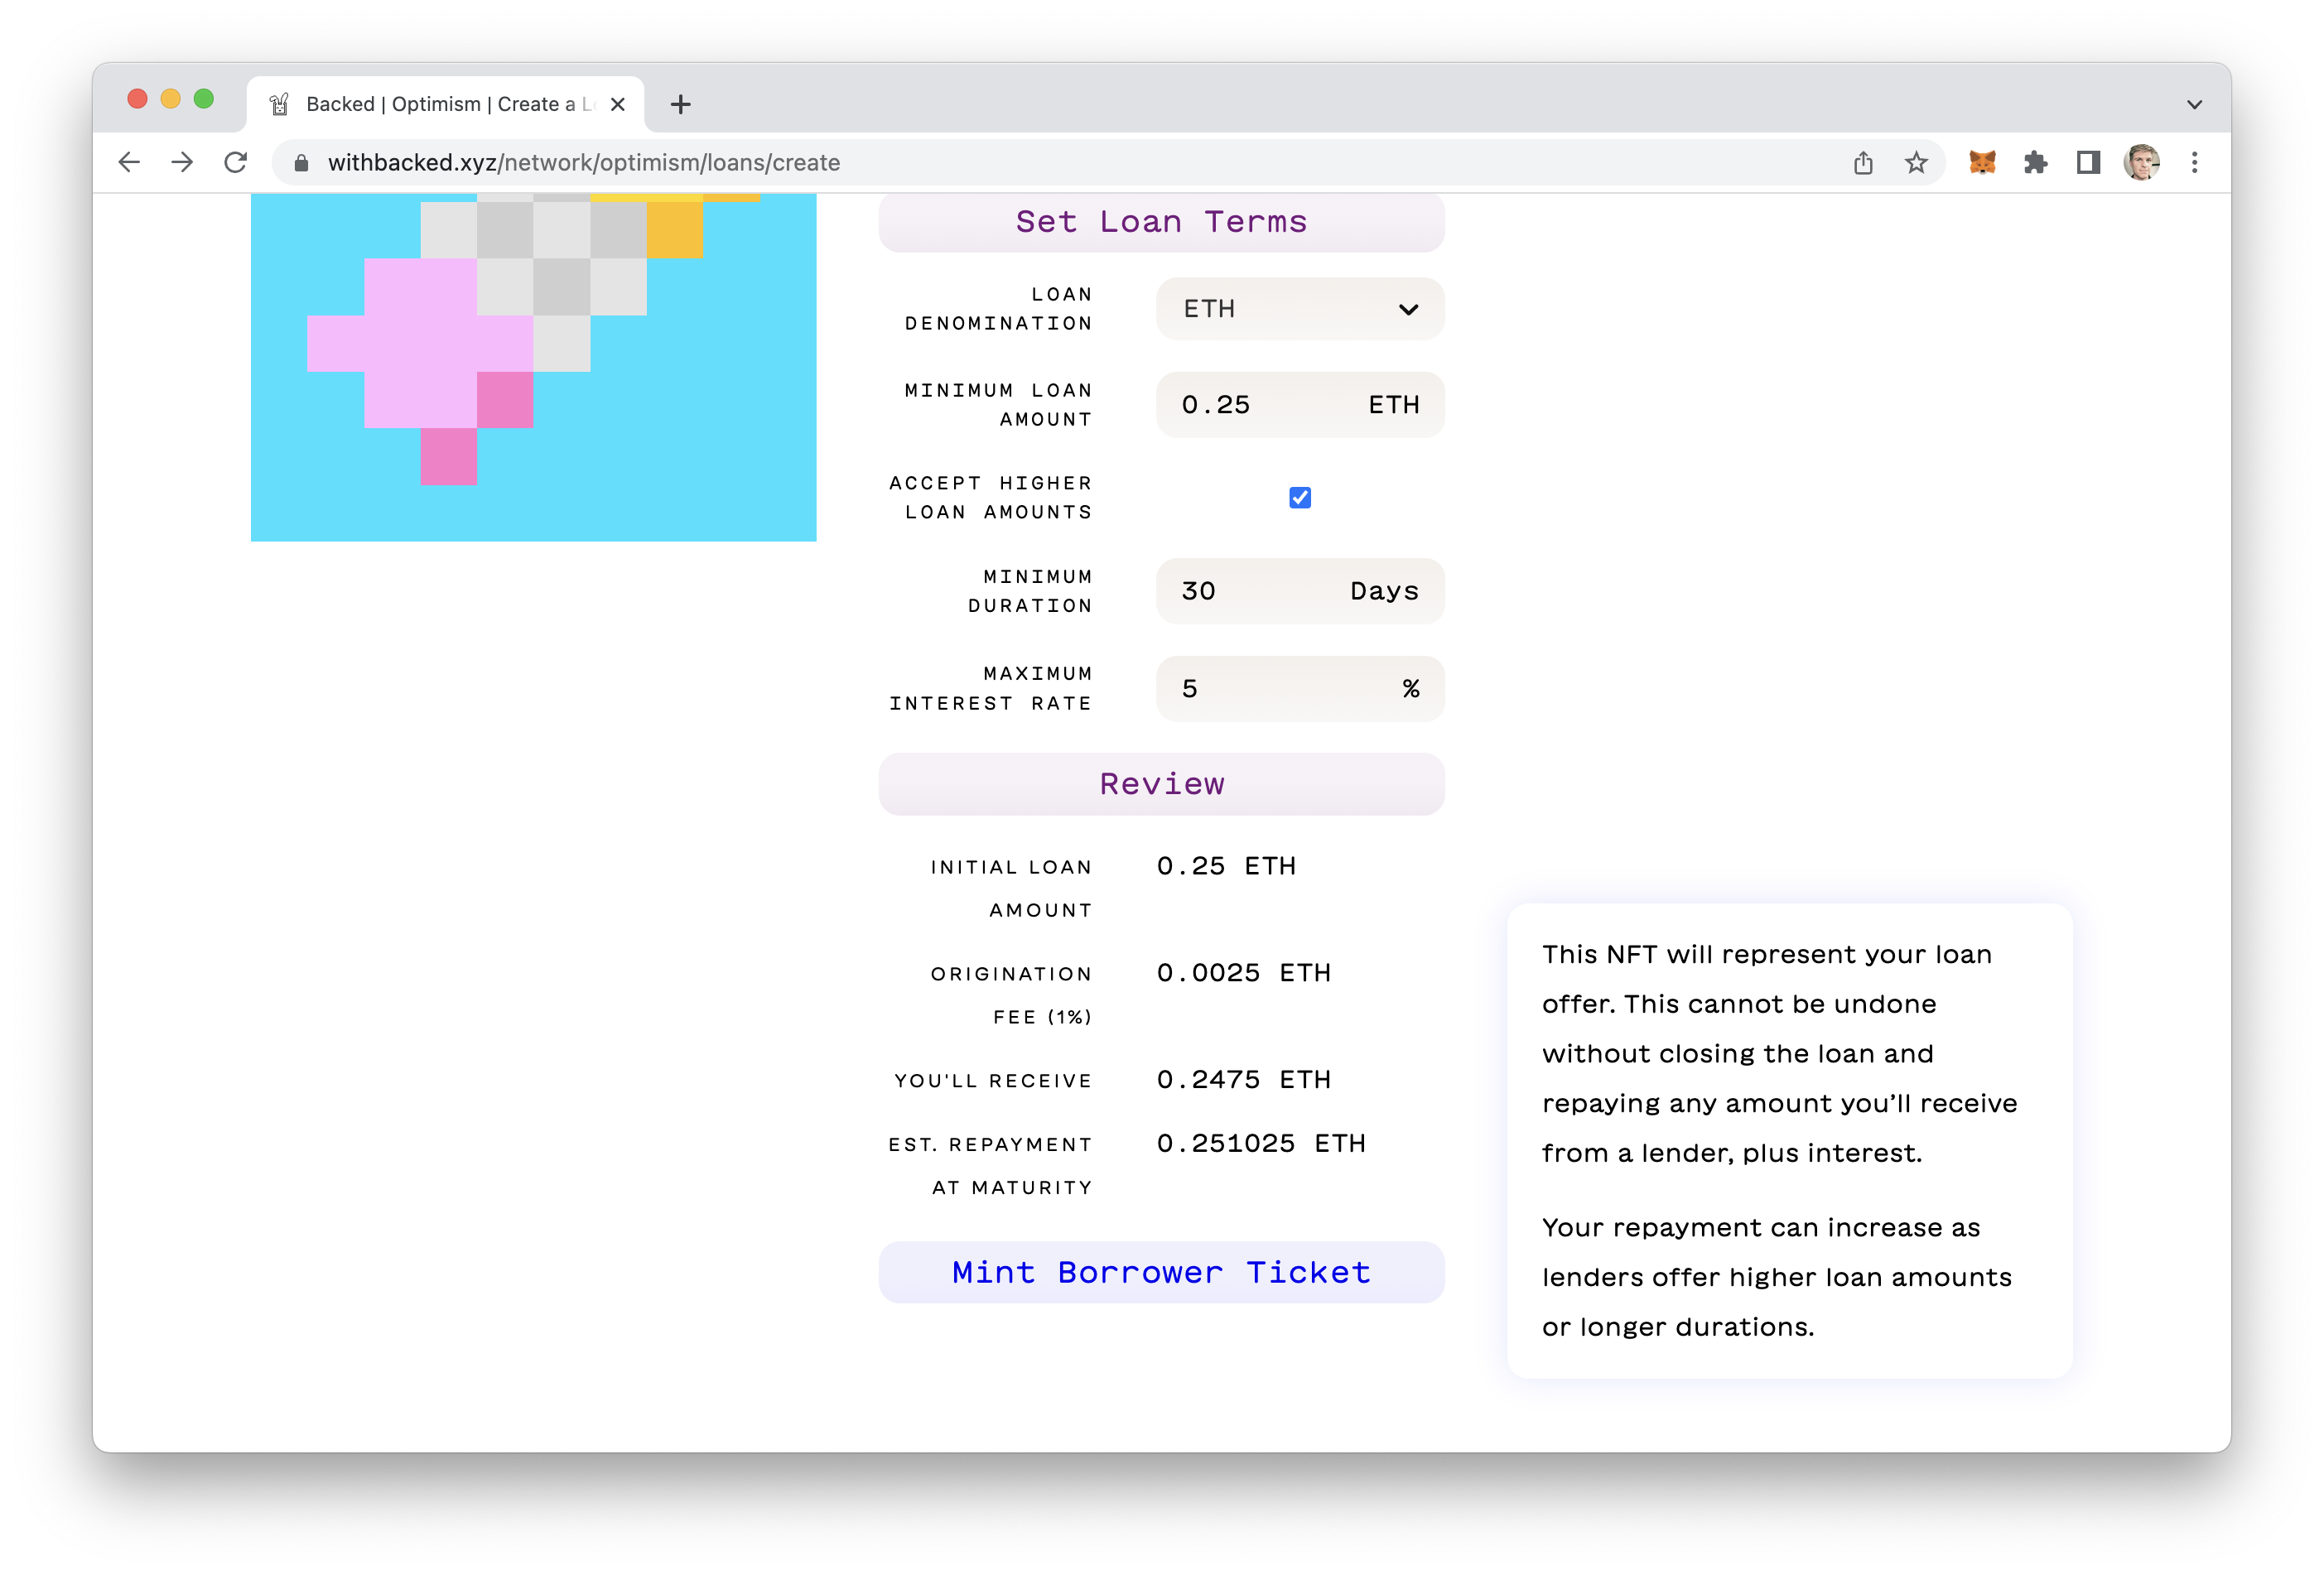 Backed | Optimism | Create a L
withbacked.xyz/network/optimism/loans/create
Set Loan Terms
LOAN
DENOMINATION
ETH
MINIMUM LOAN
AMOUNT
0.25 ETH
ACCEPT HIGHER
LOAN AMOUNTS
MINIMUM
DURATION
30 Days
MAXIMUM
INTEREST RATE
5 %
Review
INITIAL LOAN
AMOUNT
0.25 ETH
ORIGINATION
FEE (1%)
0.0025 ETH
YOU'LL RECEIVE
0.2475 ETH
EST. REPAYMENT
AT MATURITY
0.251025 ETH
Mint Borrower Ticket
This NFT will represent your loan
offer. This cannot be undone
without closing the loan and
repaying any amount you’ll receive
from a lender, plus interest.
Your repayment can increase as
lenders offer higher loan amounts
or longer durations.